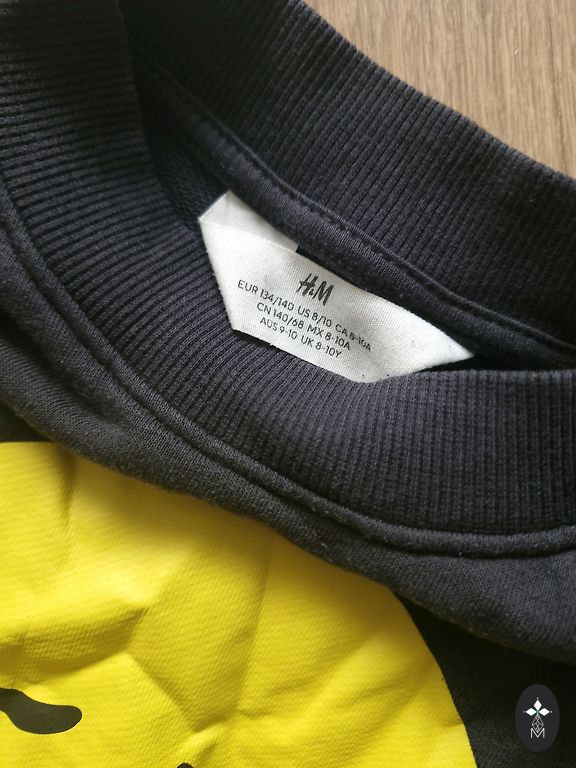 H&M
EUR 134/140 US 8/10 CA 8-10A
CN 140/68 MX 8-10A
AUS 9-10 UK 8-10Y
M